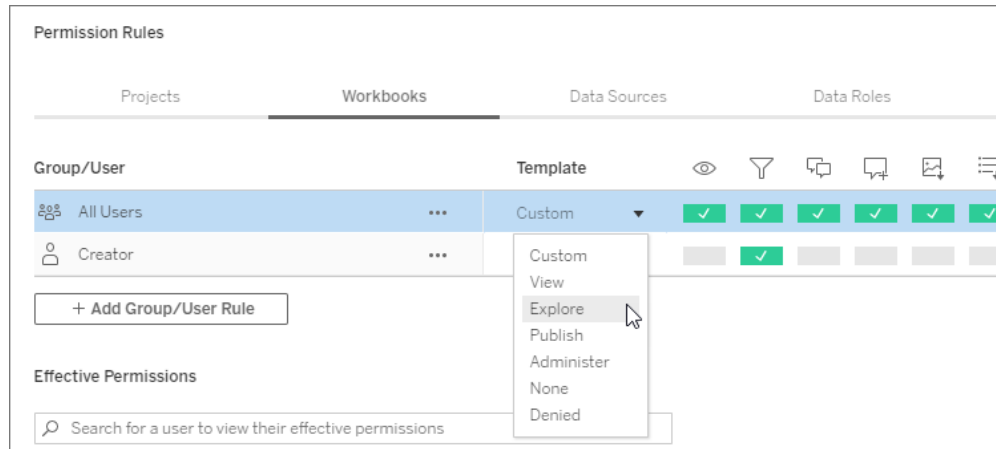 Permission Rules
Projects Workbooks Data Sources Data Roles
Group/User Template
All Users ••• Custom
Creator •••
Custom
View
Explore
Publish
Administer
None
Denied
+ Add Group/User Rule
Effective Permissions
Search for a user to view their effective permissions